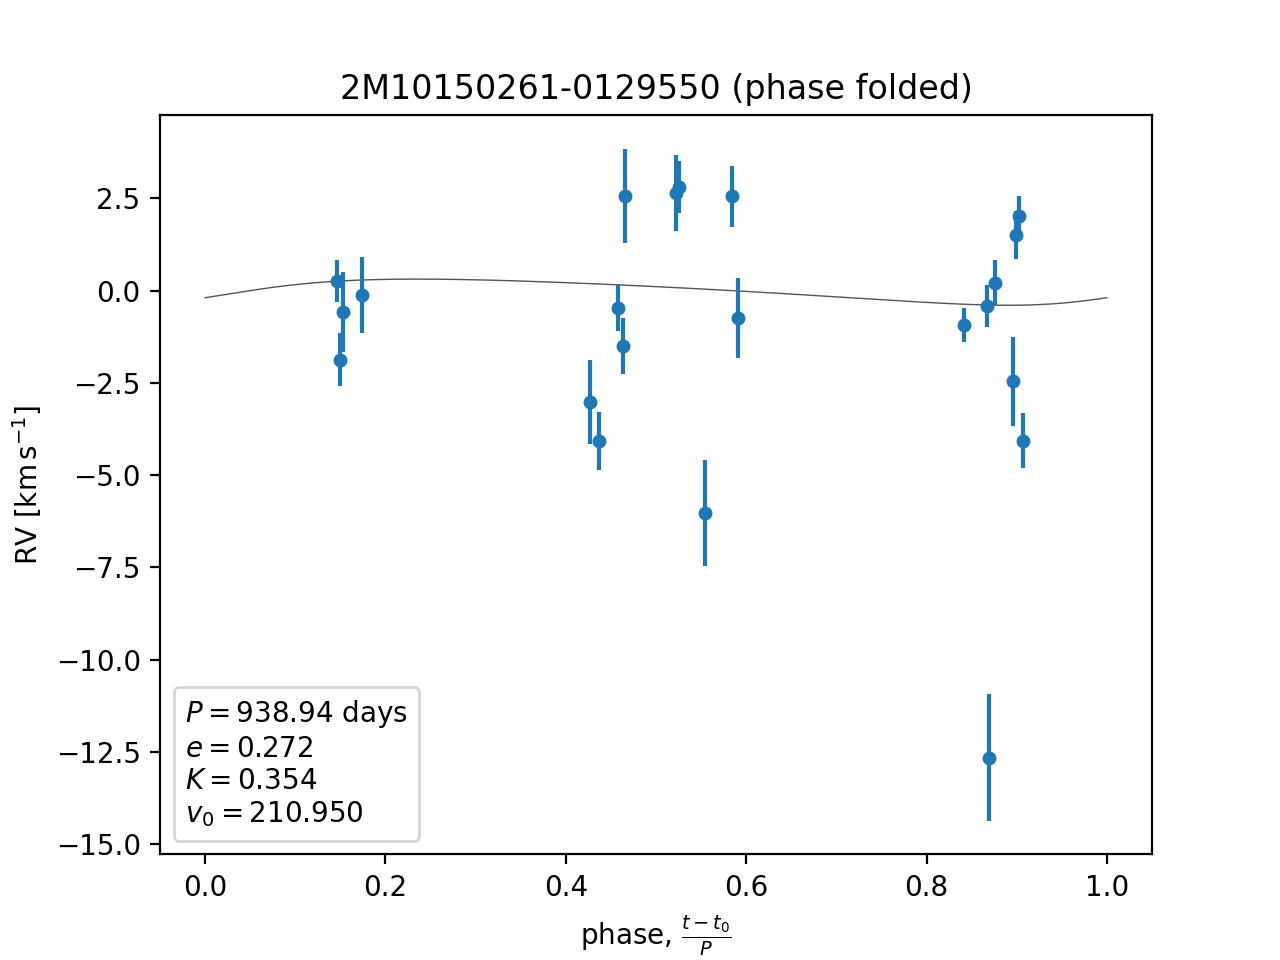 2M10150261-0129550 (phase folded)
RV [km s⁻¹]
2.5
0.0
−2.5
−5.0
−7.5
−10.0
−12.5
−15.0
P = 938.94 days
e = 0.272
K = 0.354
v₀ = 210.950
0.0 0.2 0.4 0.6 0.8 1.0
phase, (t − t₀)/P